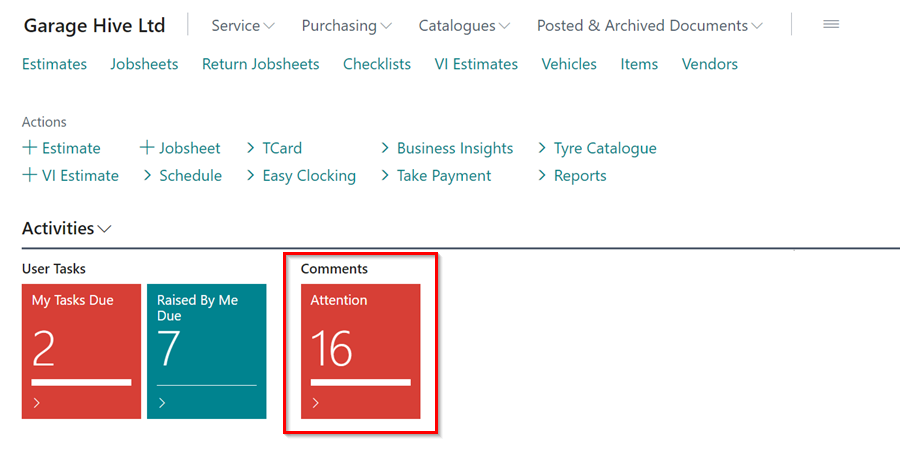 Garage Hive Ltd Service Purchasing Catalogues Posted & Archived Documents
Estimates Jobsheets Return Jobsheets Checklists VI Estimates Vehicles Items Vendors
Actions
+ Estimate + Jobsheet > TCard > Business Insights > Tyre Catalogue
+ VI Estimate > Schedule > Easy Clocking > Take Payment > Reports
Activities
User Tasks Comments
My Tasks Due Raised By Me Attention
Due
2 7 16